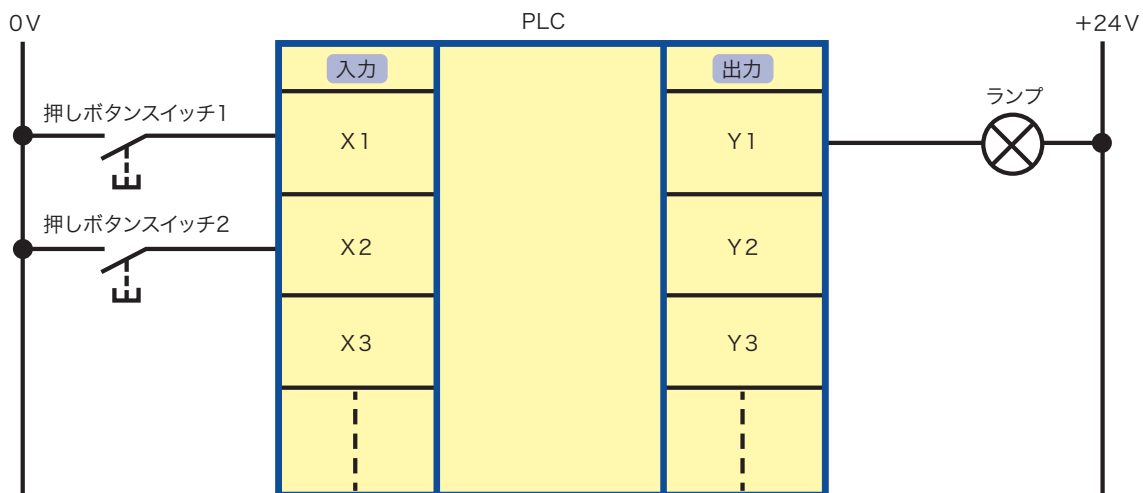 0V
PLC
+24V
入力
出力
ランプ
押しボタンスイッチ1
X1
Y1
押しボタンスイッチ2
X2
Y2
X3
Y3